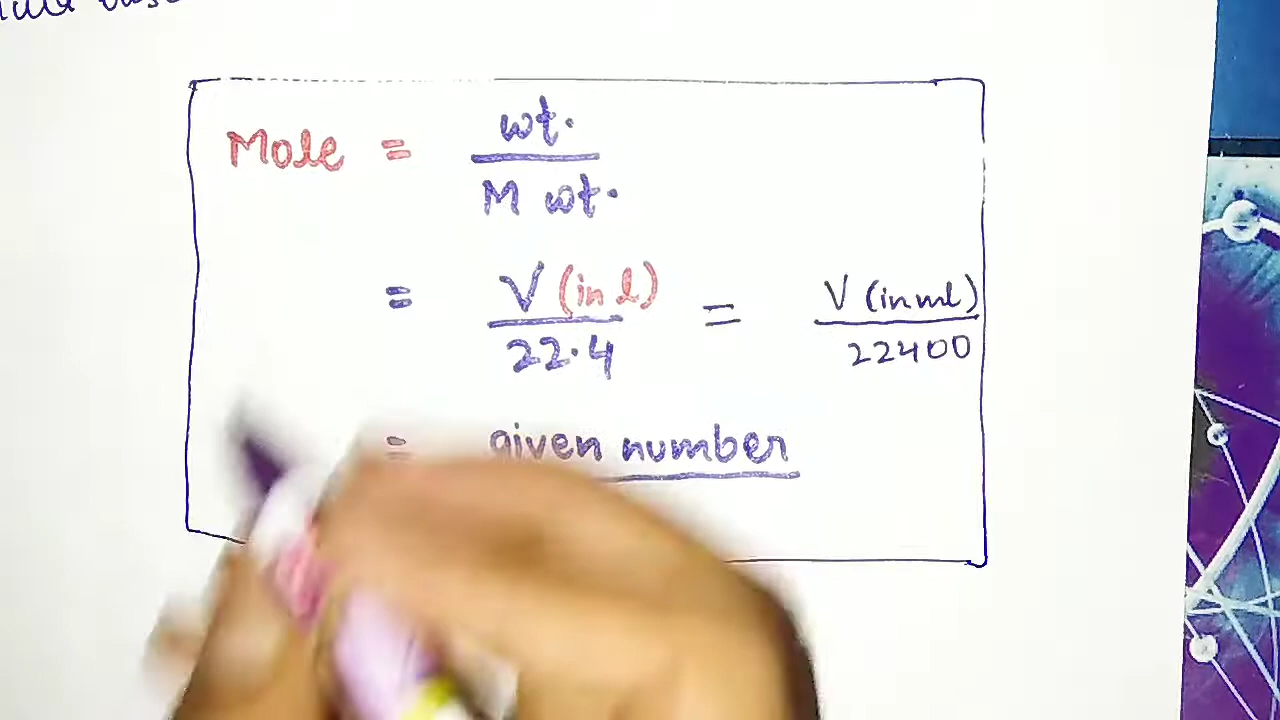 Mole = wt. / M wt.
= V (in l) / 22.4 = V (in ml) / 22400
= given number